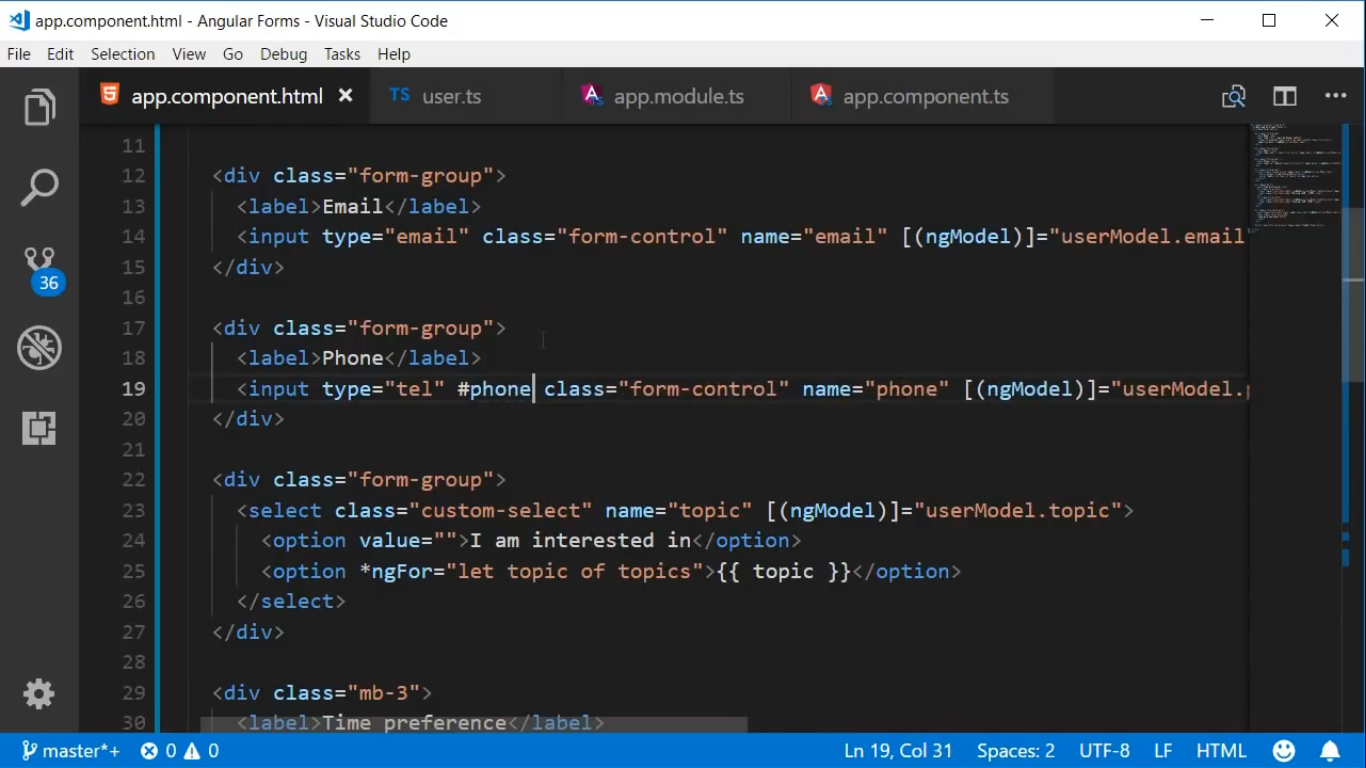 app.component.html - Angular Forms - Visual Studio Code
File Edit Selection View Go Debug Tasks Help
app.component.html TS user.ts app.module.ts app.component.ts
11
12 <div class="form-group">
13 <label>Email</label>
14 <input type="email" class="form-control" name="email" [(ngModel)]="userModel.email
15 </div>
16
17 <div class="form-group">
18 <label>Phone</label>
19 <input type="tel" #phone class="form-control" name="phone" [(ngModel)]="userModel.p
20 </div>
21
22 <div class="form-group">
23 <select class="custom-select" name="topic" [(ngModel)]="userModel.topic">
24 <option value="">I am interested in</option>
25 <option *ngFor="let topic of topics">{{ topic }}</option>
26 </select>
27 </div>
28
29 <div class="mb-3">
30 <label>Time preference</label>
36
master*+ 0 0 Ln 19, Col 31 Spaces: 2 UTF-8 LF HTML